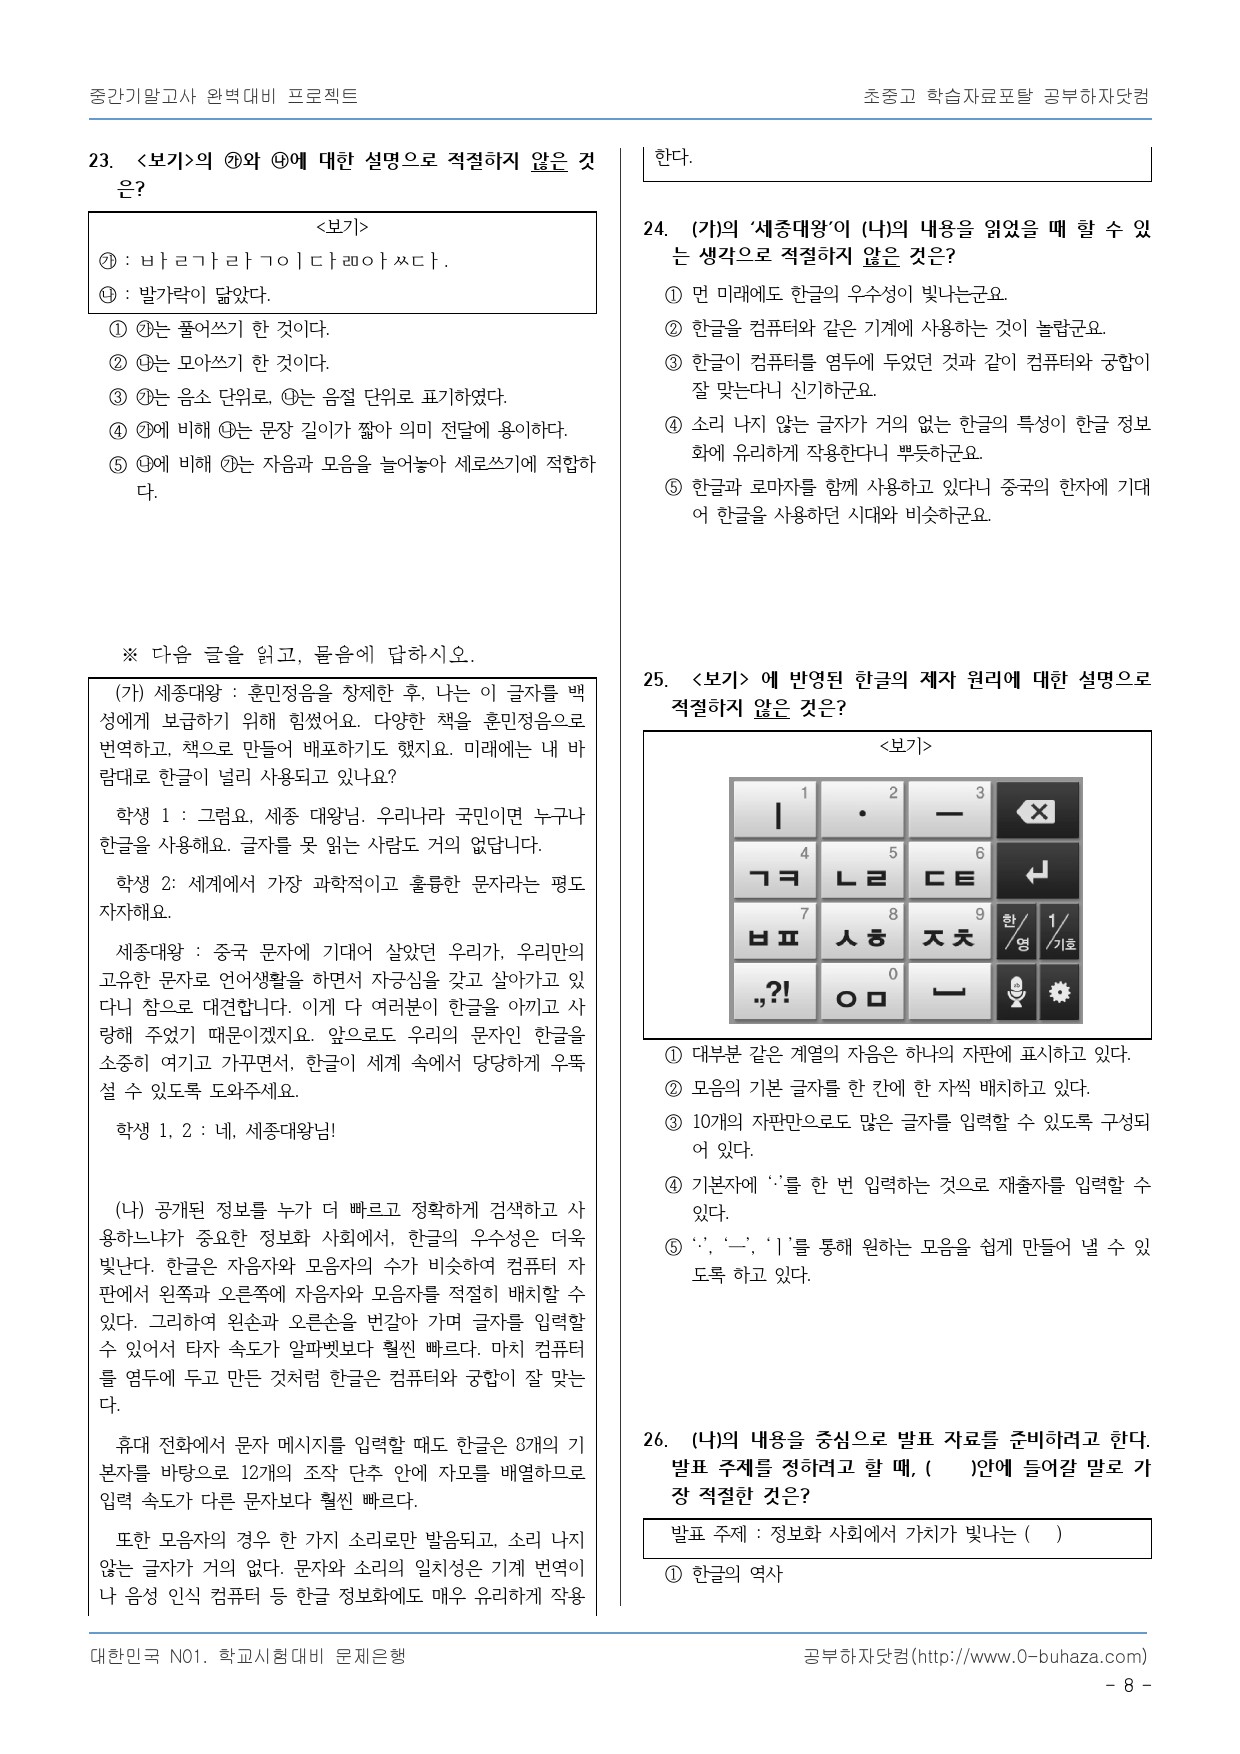 중간기말고사 완벽대비 프로젝트
초중고 학습자료포탈 공부하자닷컴
23. <보기>의 ㉮와 ㉯에 대한 설명으로 적절하지 않은 것
은?
<보기>
㉮ : ㅂㅏㄹㄱㅏㄹㅏㄱㅇㅣㄷㅏㄻㅇㅏㅆㄷㅏ.
㉯ : 발가락이 닮았다.
① ㉮는 풀어쓰기 한 것이다.
② ㉯는 모아쓰기 한 것이다.
③ ㉮는 음소 단위로, ㉯는 음절 단위로 표기하였다.
④ ㉮에 비해 ㉯는 문장 길이가 짧아 의미 전달에 용이하다.
⑤ ㉯에 비해 ㉮는 자음과 모음을 늘어놓아 세로쓰기에 적합하
다.
※ 다음 글을 읽고, 물음에 답하시오.
(가) 세종대왕 : 훈민정음을 창제한 후, 나는 이 글자를 백
성에게 보급하기 위해 힘썼어요. 다양한 책을 훈민정음으로
번역하고, 책으로 만들어 배포하기도 했지요. 미래에는 내 바
람대로 한글이 널리 사용되고 있나요?
학생 1 : 그럼요, 세종 대왕님. 우리나라 국민이면 누구나
한글을 사용해요. 글자를 못 읽는 사람도 거의 없답니다.
학생 2: 세계에서 가장 과학적이고 훌륭한 문자라는 평도
자자해요.
세종대왕 : 중국 문자에 기대어 살았던 우리가, 우리만의
고유한 문자로 언어생활을 하면서 자긍심을 갖고 살아가고 있
다니 참으로 대견합니다. 이게 다 여러분이 한글을 아끼고 사
랑해 주었기 때문이겠지요. 앞으로도 우리의 문자인 한글을
소중히 여기고 가꾸면서, 한글이 세계 속에서 당당하게 우뚝
설 수 있도록 도와주세요.
학생 1, 2 : 네, 세종대왕님!
(나) 공개된 정보를 누가 더 빠르고 정확하게 검색하고 사
용하느냐가 중요한 정보화 사회에서, 한글의 우수성은 더욱
빛난다. 한글은 자음자와 모음자의 수가 비슷하여 컴퓨터 자
판에서 왼쪽과 오른쪽에 자음자와 모음자를 적절히 배치할 수
있다. 그리하여 왼손과 오른손을 번갈아 가며 글자를 입력할
수 있어서 타자 속도가 알파벳보다 훨씬 빠르다. 마치 컴퓨터
를 염두에 두고 만든 것처럼 한글은 컴퓨터와 궁합이 잘 맞는
다.
휴대 전화에서 문자 메시지를 입력할 때도 한글은 8개의 기
본자를 바탕으로 12개의 조작 단추 안에 자모를 배열하므로
입력 속도가 다른 문자보다 훨씬 빠르다.
또한 모음자의 경우 한 가지 소리로만 발음되고, 소리 나지
않는 글자가 거의 없다. 문자와 소리의 일치성은 기계 번역이
나 음성 인식 컴퓨터 등 한글 정보화에도 매우 유리하게 작용
한다.
24. (가)의 ‘세종대왕’이 (나)의 내용을 읽었을 때 할 수 있
는 생각으로 적절하지 않은 것은?
① 먼 미래에도 한글의 우수성이 빛나는군요.
② 한글을 컴퓨터와 같은 기계에 사용하는 것이 놀랍군요.
③ 한글이 컴퓨터를 염두에 두었던 것과 같이 컴퓨터와 궁합이
잘 맞는다니 신기하군요.
④ 소리 나지 않는 글자가 거의 없는 한글의 특성이 한글 정보
화에 유리하게 작용한다니 뿌듯하군요.
⑤ 한글과 로마자를 함께 사용하고 있다니 중국의 한자에 기대
어 한글을 사용하던 시대와 비슷하군요.
25. <보기> 에 반영된 한글의 제자 원리에 대한 설명으로
적절하지 않은 것은?
<보기>
ㅣ 1 · 2 ㅡ 3
ㄱㅋ 4 ㄴㄹ 5 ㄷㅌ 6
ㅂㅍ 7 ㅅㅎ 8 ㅈㅊ 9 한/영 1/기호
.,?! ㅇㅁ 0
① 대부분 같은 계열의 자음은 하나의 자판에 표시하고 있다.
② 모음의 기본 글자를 한 칸에 한 자씩 배치하고 있다.
③ 10개의 자판만으로도 많은 글자를 입력할 수 있도록 구성되
어 있다.
④ 기본자에 ‘·’를 한 번 입력하는 것으로 재출자를 입력할 수
있다.
⑤ ‘·’, ‘ㅡ’, ‘ㅣ’를 통해 원하는 모음을 쉽게 만들어 낼 수 있
도록 하고 있다.
26. (나)의 내용을 중심으로 발표 자료를 준비하려고 한다.
발표 주제를 정하려고 할 때, ( )안에 들어갈 말로 가
장 적절한 것은?
발표 주제 : 정보화 사회에서 가치가 빛나는 ( )
① 한글의 역사
대한민국 N01. 학교시험대비 문제은행
공부하자닷컴(http://www.0-buhaza.com)
- 8 -